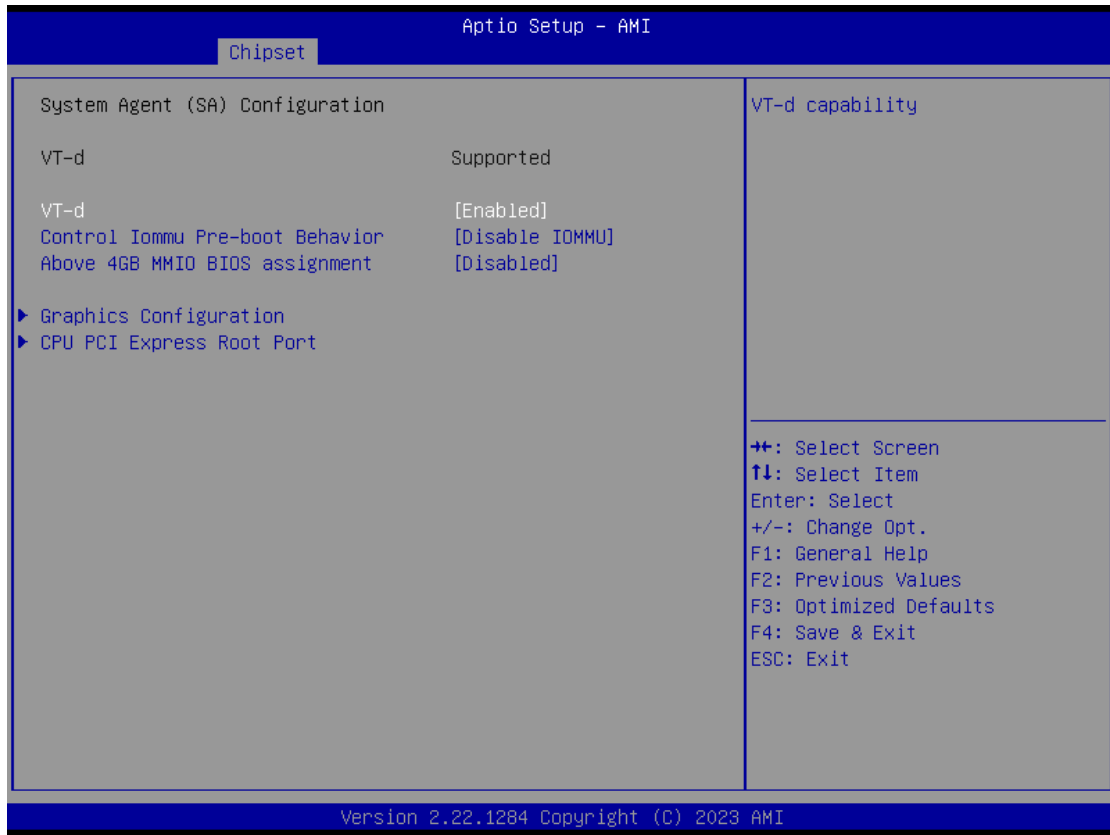 Aptio Setup – AMI
Chipset
System Agent (SA) Configuration
VT-d Supported
VT-d [Enabled]
Control Iommu Pre-boot Behavior [Disable IOMMU]
Above 4GB MMIO BIOS assignment [Disabled]
▶ Graphics Configuration
▶ CPU PCI Express Root Port
VT-d capability
→←: Select Screen
↑↓: Select Item
Enter: Select
+/-: Change Opt.
F1: General Help
F2: Previous Values
F3: Optimized Defaults
F4: Save & Exit
ESC: Exit
Version 2.22.1284 Copyright (C) 2023 AMI